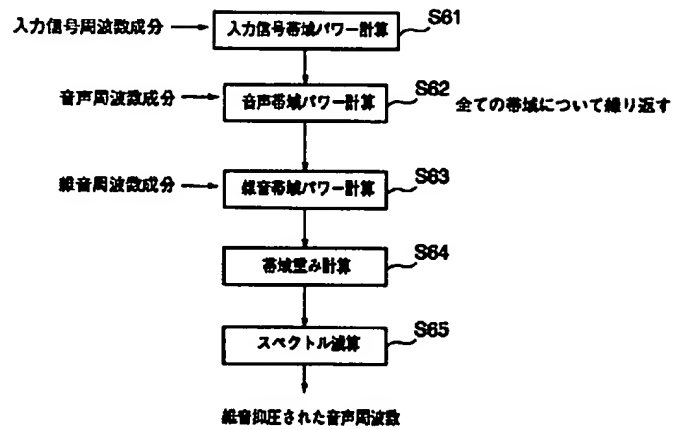 入力信号周波数成分
入力信号帯域パワー計算
S61
音声周波数成分
音声帯域パワー計算
S62
全ての帯域について繰り返す
雑音周波数成分
雑音帯域パワー計算
S63
帯域重み計算
S64
スペクトル減算
S65
雑音抑圧された音声周波数